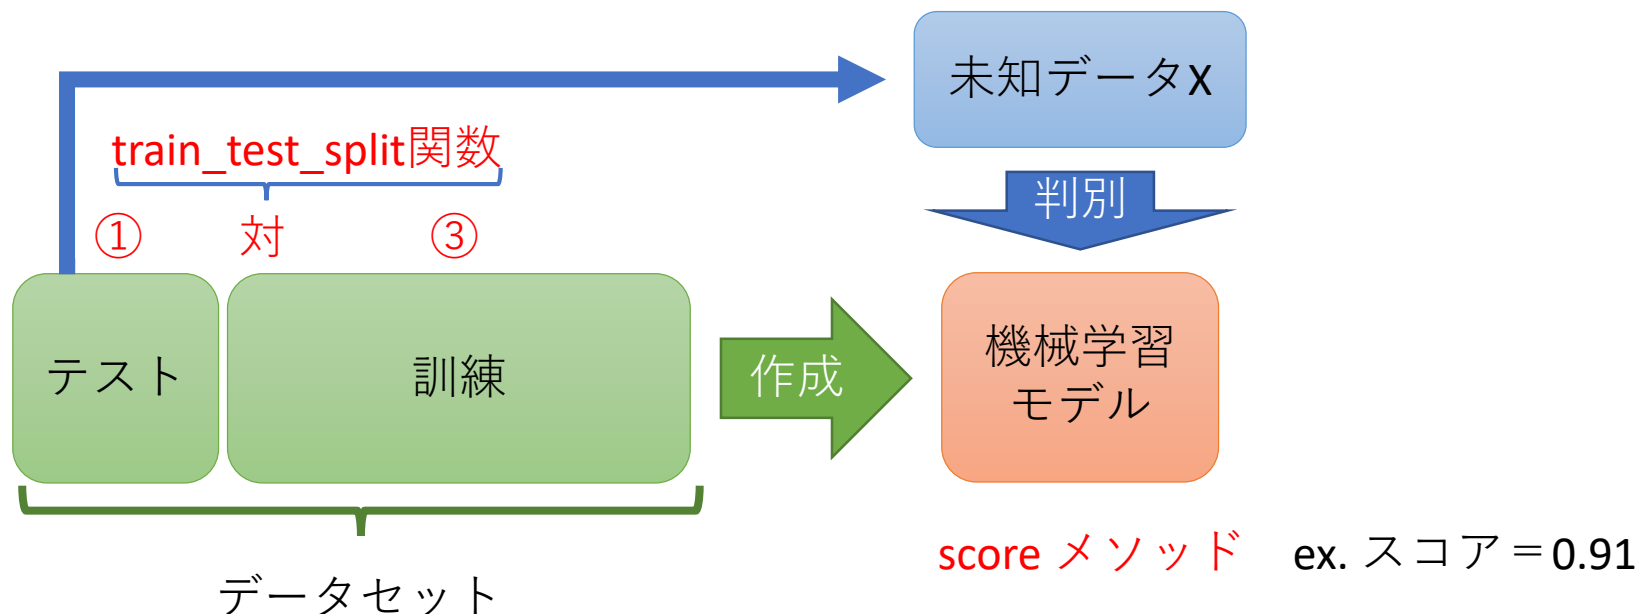 未知データX
train_test_split関数
判別
① 対 ③
テスト
訓練
作成
機械学習
モデル
score メソッド ex. スコア＝0.91
データセット